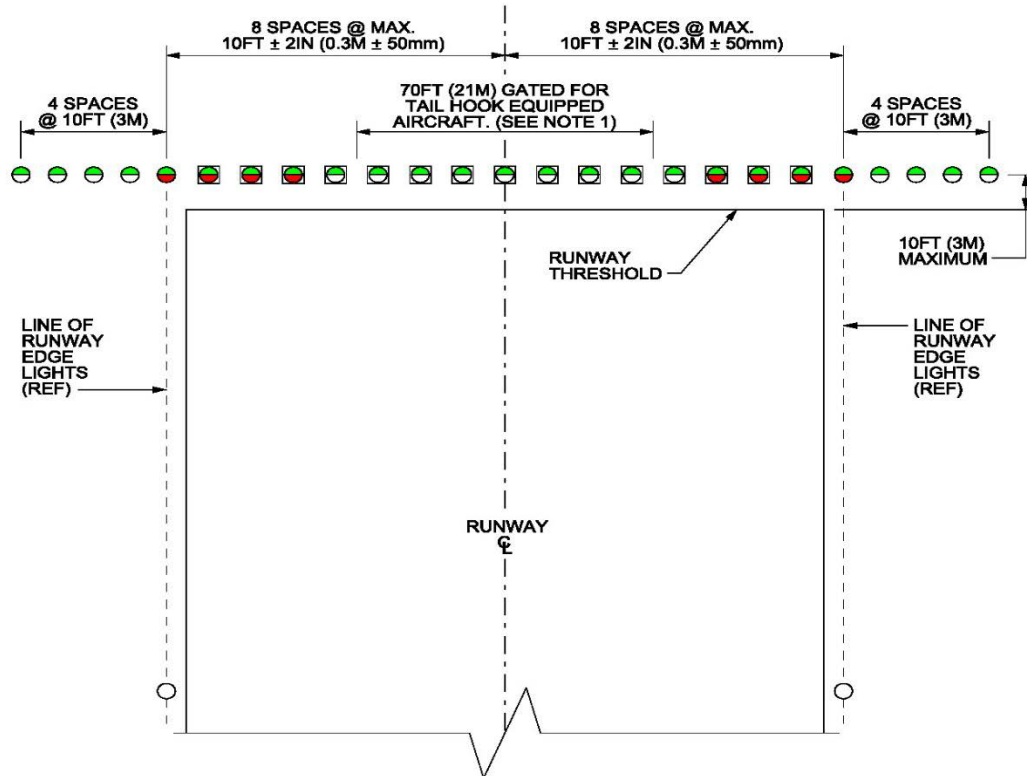 8 SPACES @ MAX.
10FT ± 2IN (0.3M ± 50mm)
8 SPACES @ MAX.
10FT ± 2IN (0.3M ± 50mm)
4 SPACES
@ 10FT (3M)
70FT (21M) GATED FOR
TAIL HOOK EQUIPPED
AIRCRAFT. (SEE NOTE 1)
4 SPACES
@ 10FT (3M)
RUNWAY
THRESHOLD
10FT (3M)
MAXIMUM
LINE OF
RUNWAY
EDGE
LIGHTS
(REF)
LINE OF
RUNWAY
EDGE
LIGHTS
(REF)
RUNWAY
℄